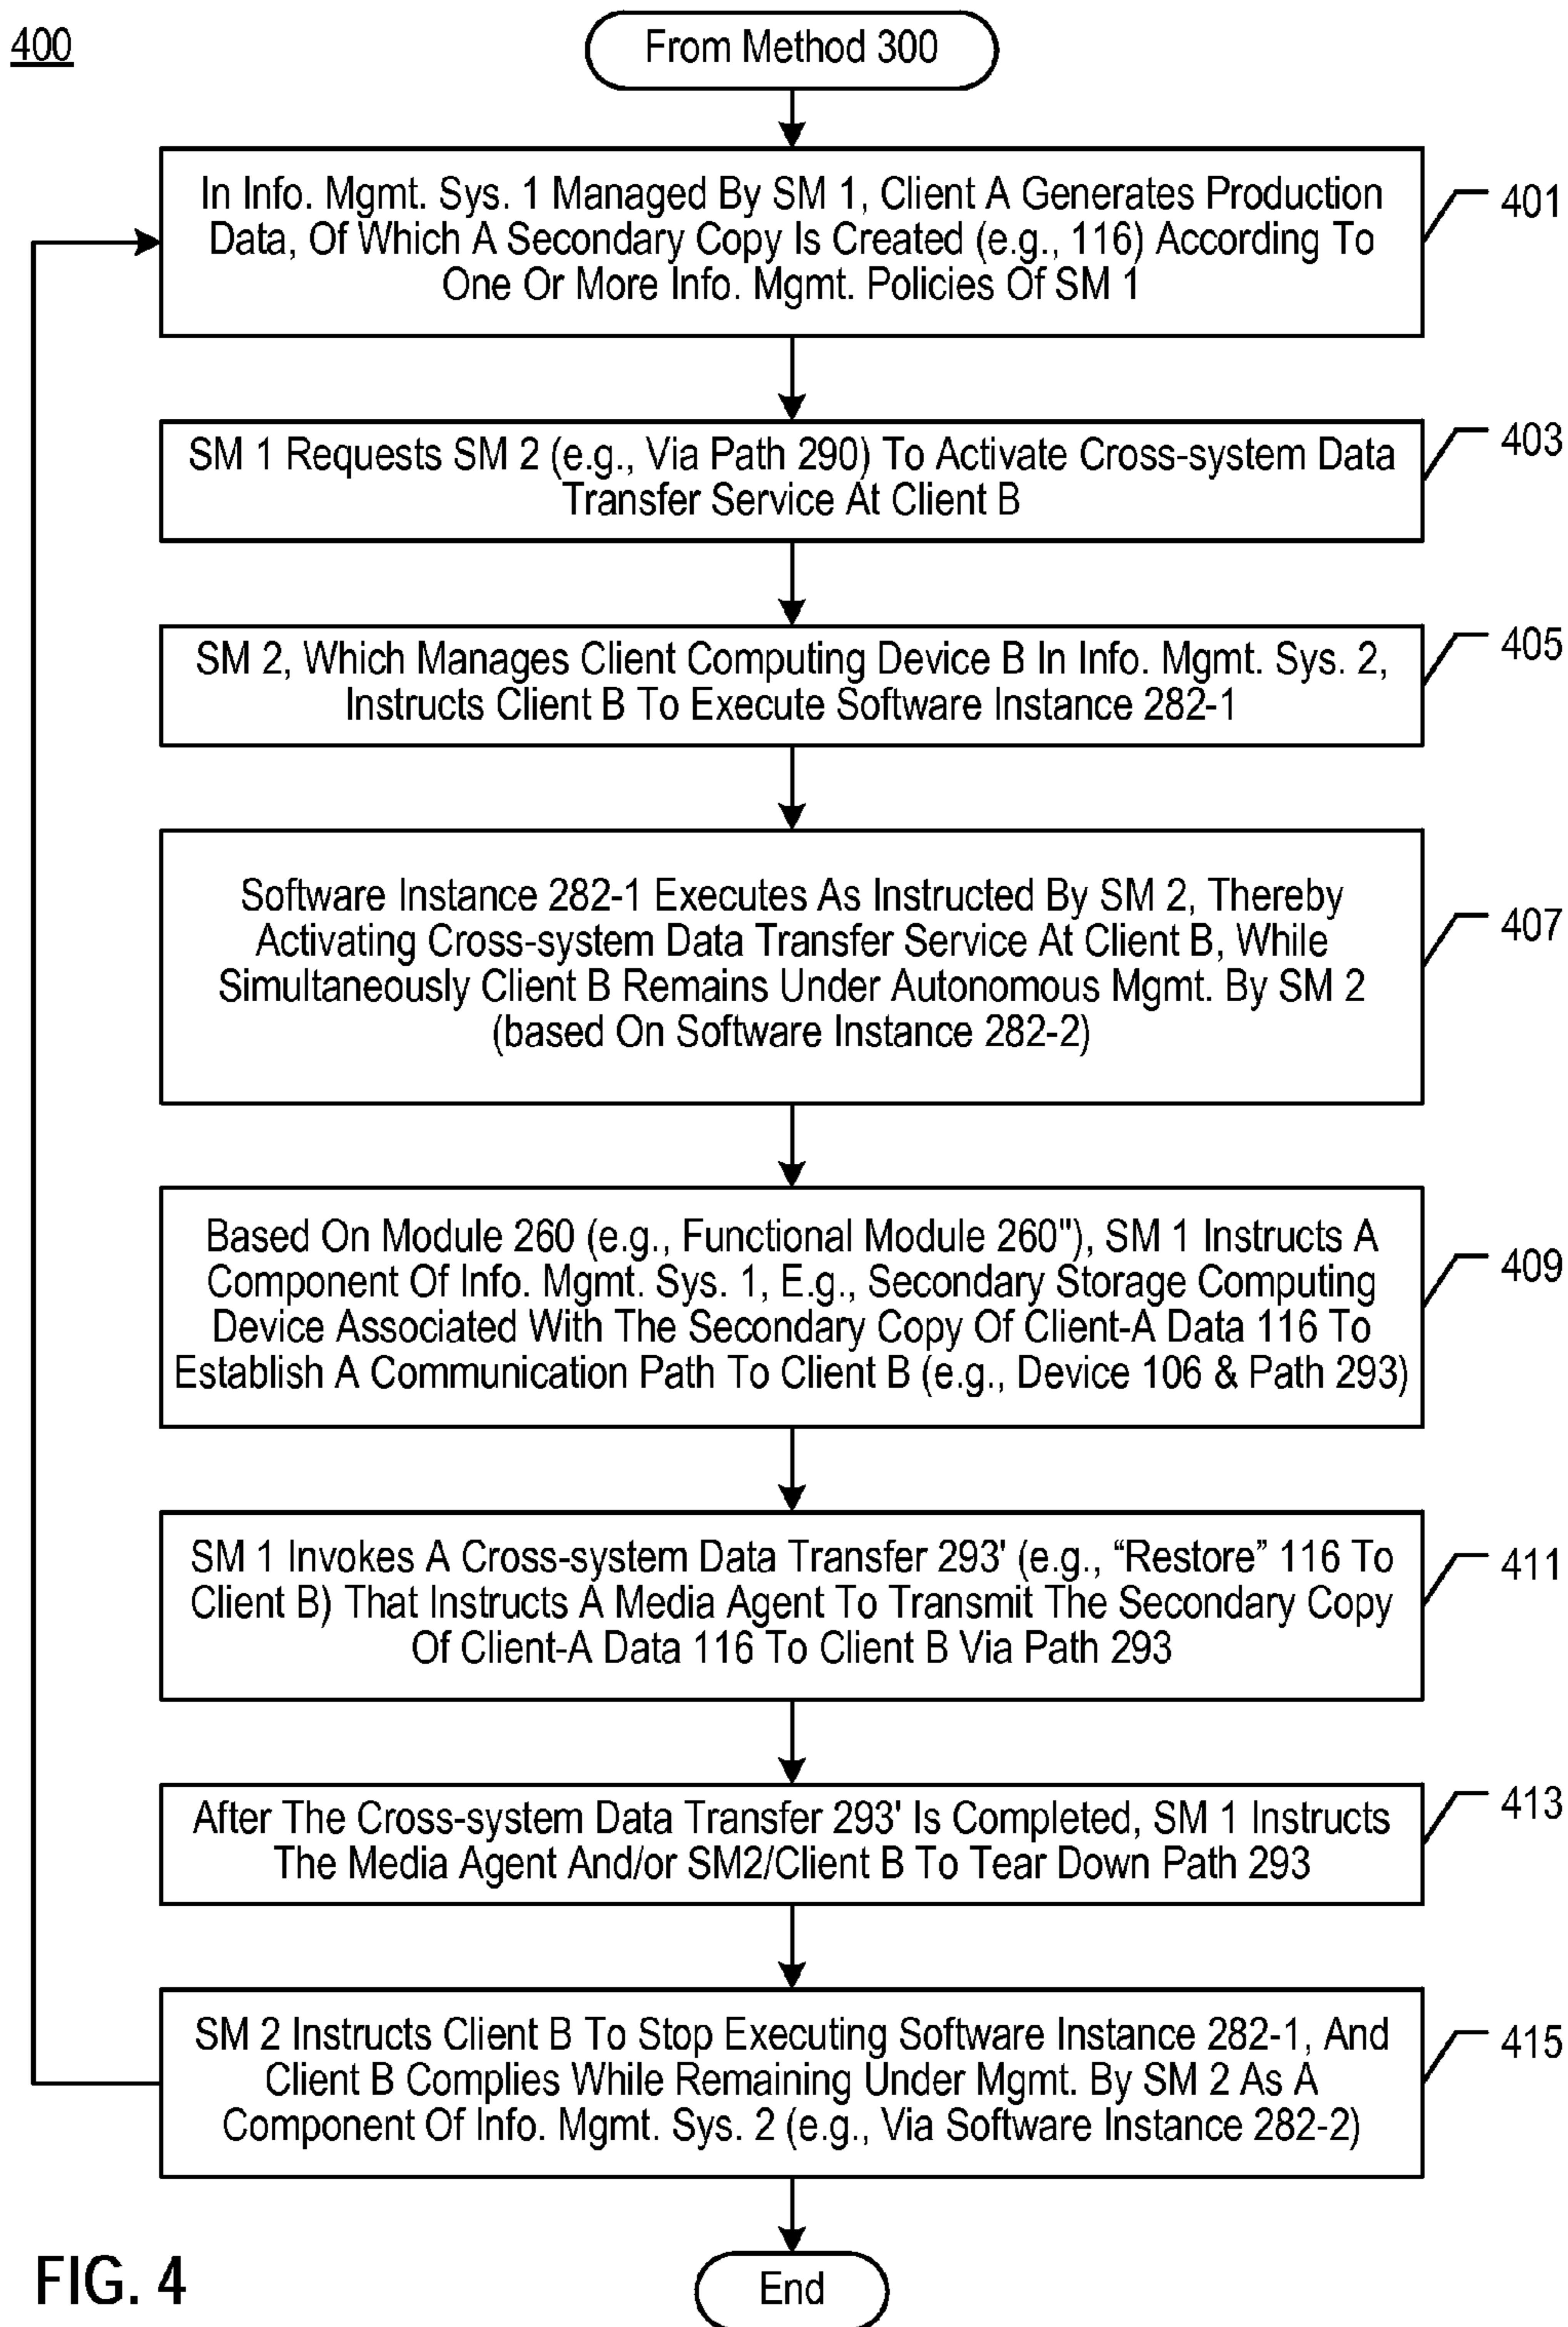 400
From Method 300
In Info. Mgmt. Sys. 1 Managed By SM 1, Client A Generates Production
Data, Of Which A Secondary Copy Is Created (e.g., 116) According To
One Or More Info. Mgmt. Policies Of SM 1
401
SM 1 Requests SM 2 (e.g., Via Path 290) To Activate Cross-system Data
Transfer Service At Client B
403
SM 2, Which Manages Client Computing Device B In Info. Mgmt. Sys. 2,
Instructs Client B To Execute Software Instance 282-1
405
Software Instance 282-1 Executes As Instructed By SM 2, Thereby
Activating Cross-system Data Transfer Service At Client B, While
Simultaneously Client B Remains Under Autonomous Mgmt. By SM 2
(based On Software Instance 282-2)
407
Based On Module 260 (e.g., Functional Module 260"), SM 1 Instructs A
Component Of Info. Mgmt. Sys. 1, E.g., Secondary Storage Computing
Device Associated With The Secondary Copy Of Client-A Data 116 To
Establish A Communication Path To Client B (e.g., Device 106 & Path 293)
409
SM 1 Invokes A Cross-system Data Transfer 293' (e.g., “Restore” 116 To
Client B) That Instructs A Media Agent To Transmit The Secondary Copy
Of Client-A Data 116 To Client B Via Path 293
411
After The Cross-system Data Transfer 293' Is Completed, SM 1 Instructs
The Media Agent And/or SM2/Client B To Tear Down Path 293
413
SM 2 Instructs Client B To Stop Executing Software Instance 282-1, And
Client B Complies While Remaining Under Mgmt. By SM 2 As A
Component Of Info. Mgmt. Sys. 2 (e.g., Via Software Instance 282-2)
415
End
FIG. 4